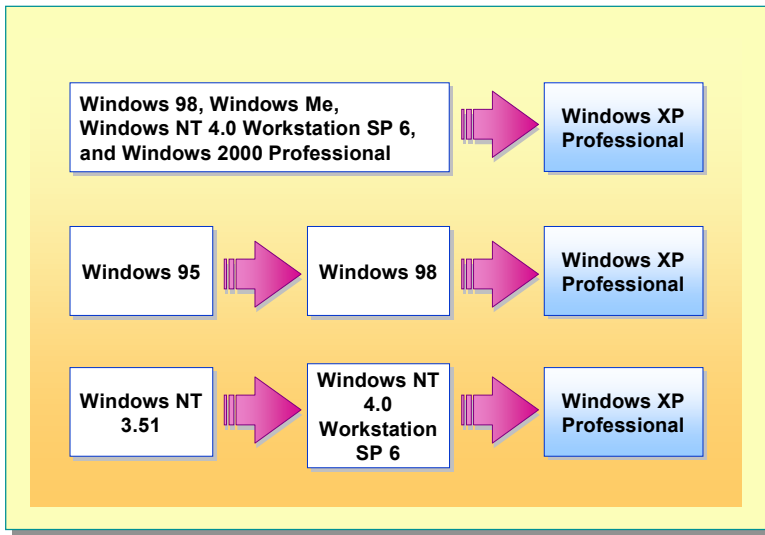 Windows 98, Windows Me,
Windows NT 4.0 Workstation SP 6,
and Windows 2000 Professional
Windows XP
Professional
Windows 95
Windows 98
Windows XP
Professional
Windows NT
3.51
Windows NT
4.0
Workstation
SP 6
Windows XP
Professional